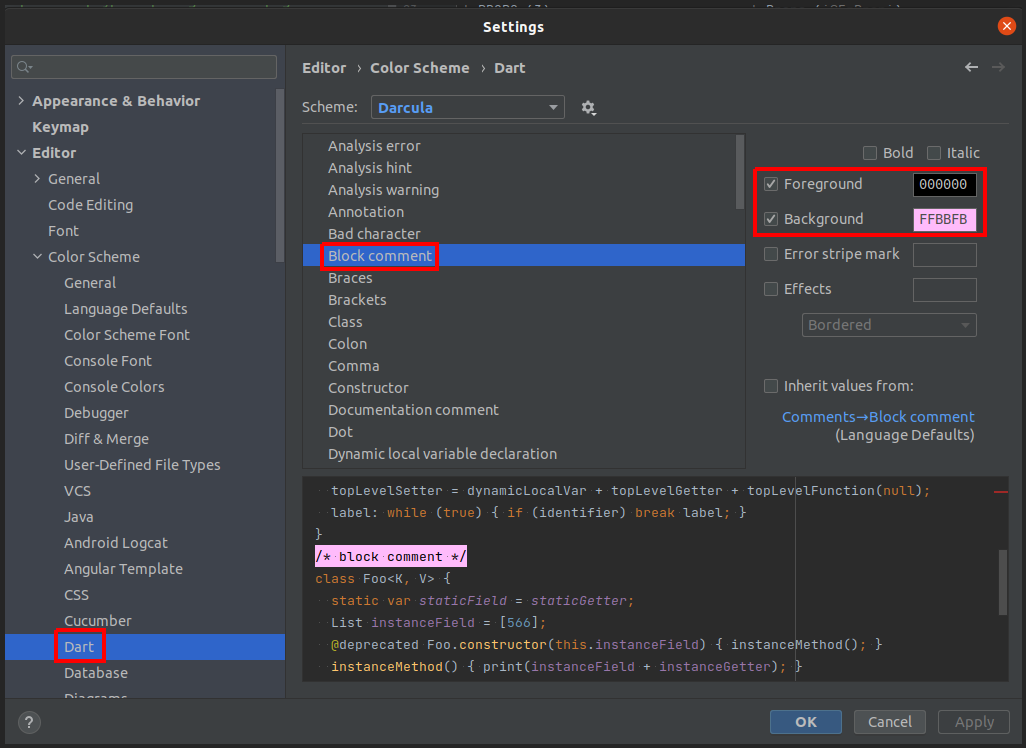 Settings
Appearance & Behavior
Keymap
Editor
General
Code Editing
Font
Color Scheme
General
Language Defaults
Color Scheme Font
Console Font
Console Colors
Debugger
Diff & Merge
User-Defined File Types
VCS
Java
Android Logcat
Angular Template
CSS
Cucumber
Dart
Database
Diagrams
Editor › Color Scheme › Dart
Scheme: Darcula
Analysis error
Analysis hint
Analysis warning
Annotation
Bad character
Block comment
Braces
Brackets
Class
Colon
Comma
Constructor
Documentation comment
Dot
Dynamic local variable declaration
Bold Italic
Foreground 000000
Background FFBBFB
Error stripe mark
Effects
Bordered
Inherit values from:
Comments→Block comment
(Language Defaults)
topLevelSetter = dynamicLocalVar + topLevelGetter + topLevelFunction(null);
label: while (true) { if (identifier) break label; }
}
/* block comment */
class Foo<K, V> {
static var staticField = staticGetter;
List instanceField = [566];
@deprecated Foo.constructor(this.instanceField) { instanceMethod(); }
instanceMethod() { print(instanceField + instanceGetter); }
?
OK Cancel Apply